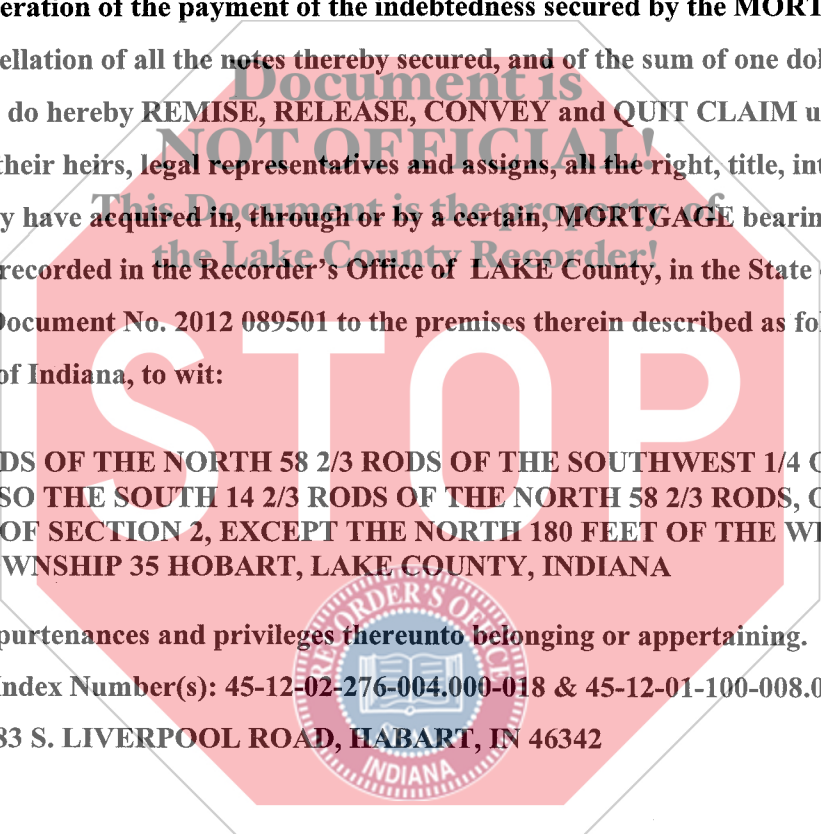 eration of the payment of the indebtedness secured by the MORT
ellation of all the notes thereby secured, and of the sum of one dol
Document is
do hereby REMISE, RELEASE, CONVEY and QUIT CLAIM u
NOT OFFICIAL!
their heirs, legal representatives and assigns, all the right, title, int
This Document is the property of
y have acquired in, through or by a certain, MORTGAGE bearin
the Lake County Recorder!
recorded in the Recorder's Office of LAKE County, in the State
Document No. 2012 089501 to the premises therein described as fol
of Indiana, to wit:
STOP
DS OF THE NORTH 58 2/3 RODS OF THE SOUTHWEST 1/4 O
SO THE SOUTH 14 2/3 RODS OF THE NORTH 58 2/3 RODS, O
OF SECTION 2, EXCEPT THE NORTH 180 FEET OF THE WE
WNSHIP 35 HOBART, LAKE COUNTY, INDIANA
purtenances and privileges thereunto belonging or appertaining.
ndex Number(s): 45-12-02-276-004.000-018 & 45-12-01-100-008.0
83 S. LIVERPOOL ROAD, HABART, IN 46342
RECORDER'S OFFICE
SEAL
INDIANA